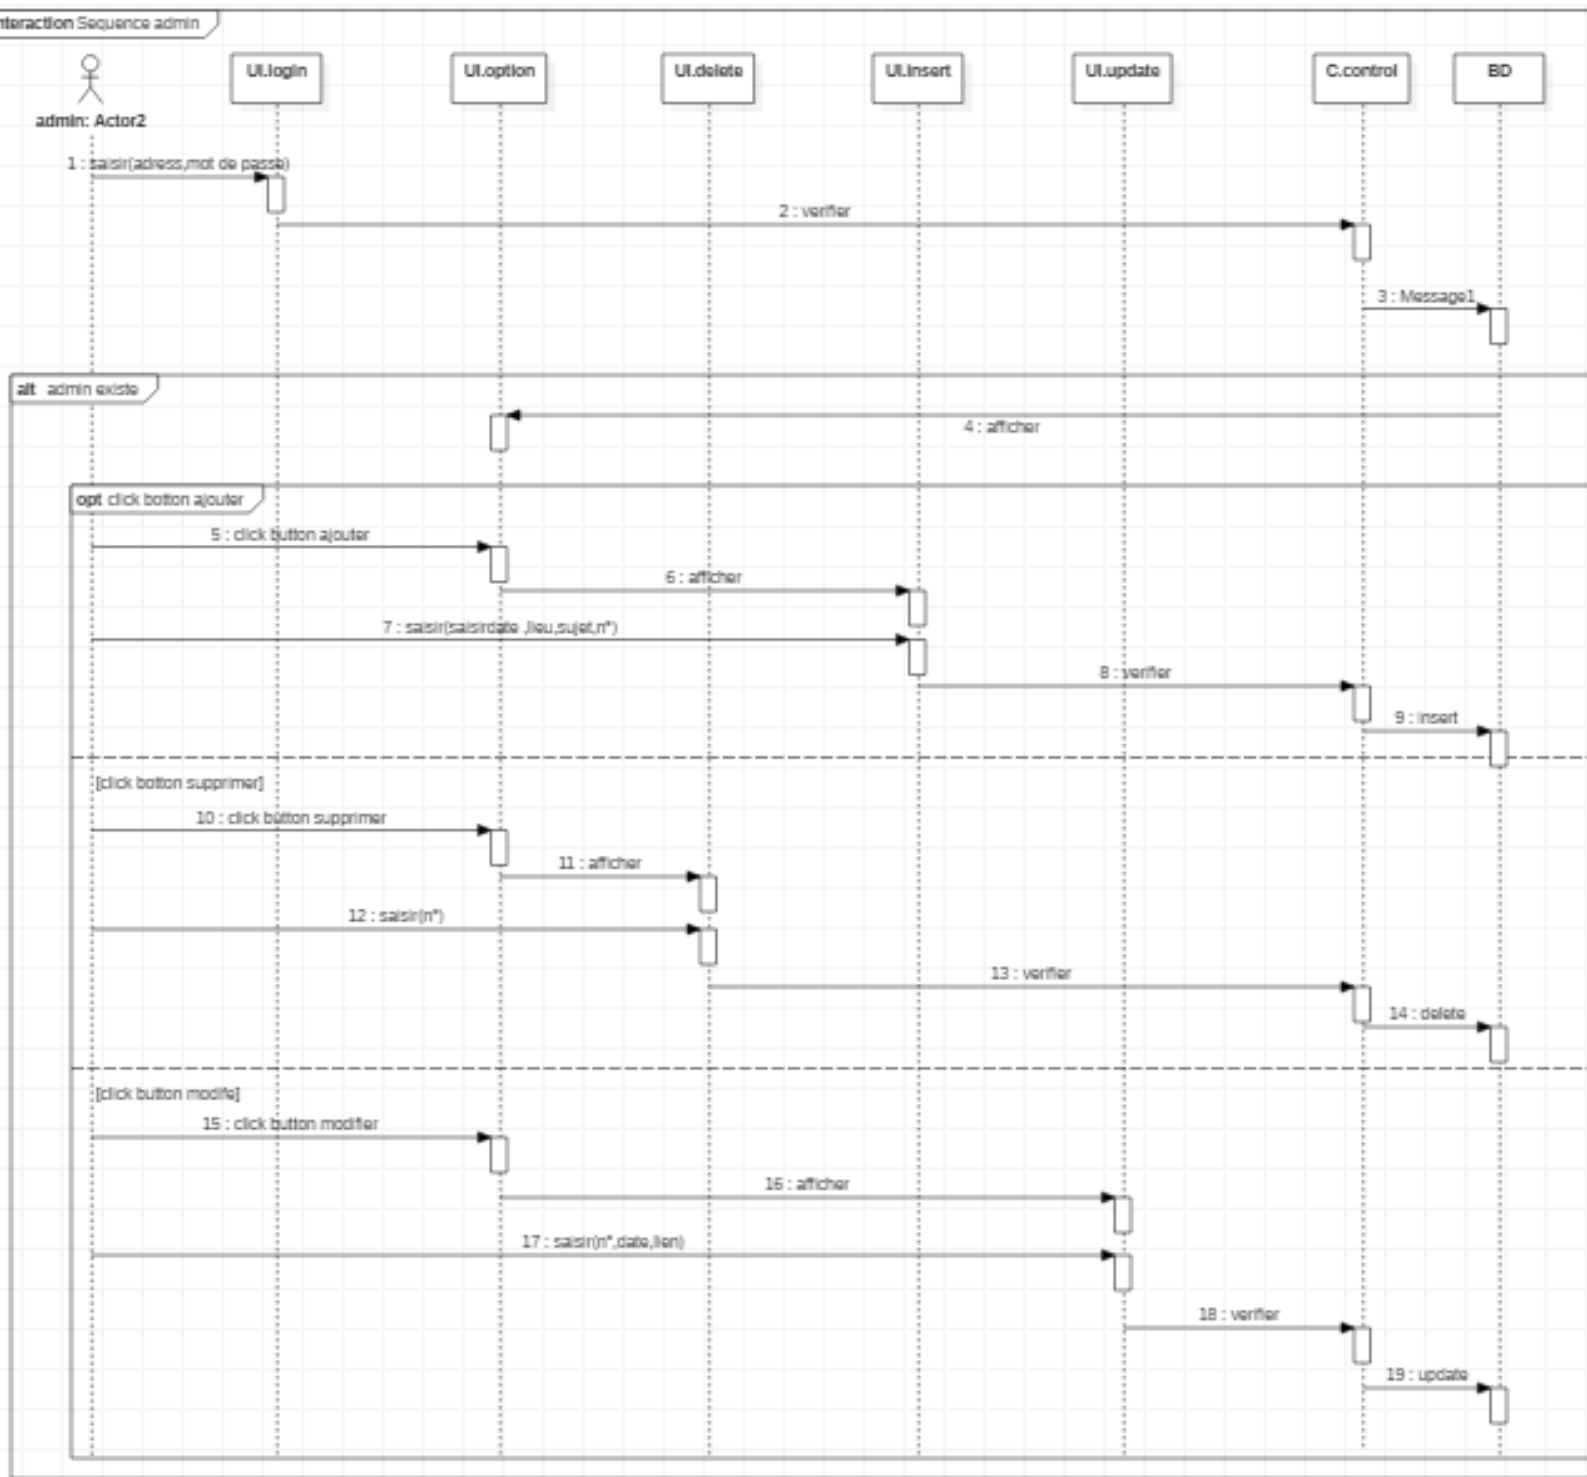 nteraction Sequence admin
UI.login
UI.option
UI.delete
UI.insert
UI.update
C.control
BD
admin: Actor2
1 : saisir(adress,mot de passe)
2 : verifier
3 : Message1
alt admin existe
4 : afficher
opt click botton ajouter
5 : click button ajouter
6 : afficher
7 : saisir(saisirdate ,lieu,sujet,n°)
8 : verifier
9 : insert
[click botton supprimer]
10 : click button supprimer
11 : afficher
12 : saisir(n°)
13 : verifier
14 : delete
[click button modife]
15 : click button modifier
16 : afficher
17 : saisir(n°,date,lien)
18 : verifier
19 : update